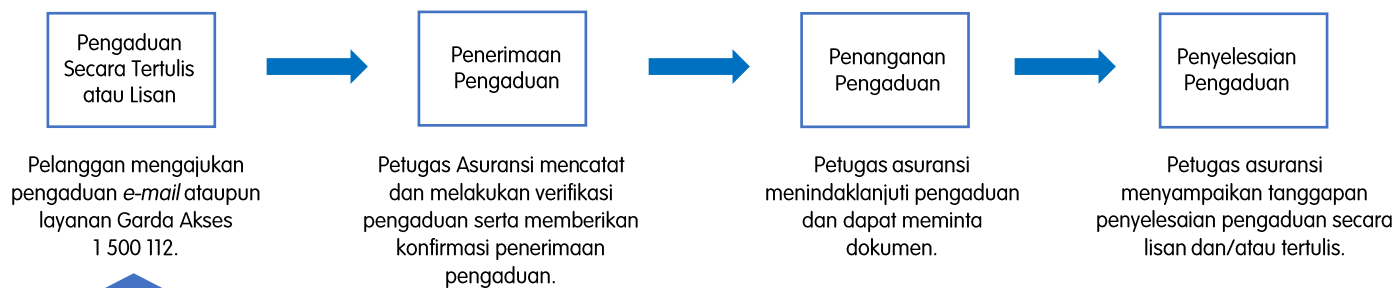 Pengaduan
Secara Tertulis
atau Lisan
Pelanggan mengajukan
pengaduan e-mail ataupun
layanan Garda Akses
1 500 112.
Penerimaan
Pengaduan
Petugas Asuransi mencatat
dan melakukan verifikasi
pengaduan serta memberikan
konfirmasi penerimaan
pengaduan.
Penanganan
Pengaduan
Petugas asuransi
menindaklanjuti pengaduan
dan dapat meminta
dokumen.
Penyelesaian
Pengaduan
Petugas asuransi
menyampaikan tanggapan
penyelesaian pengaduan secara
lisan dan/atau tertulis.